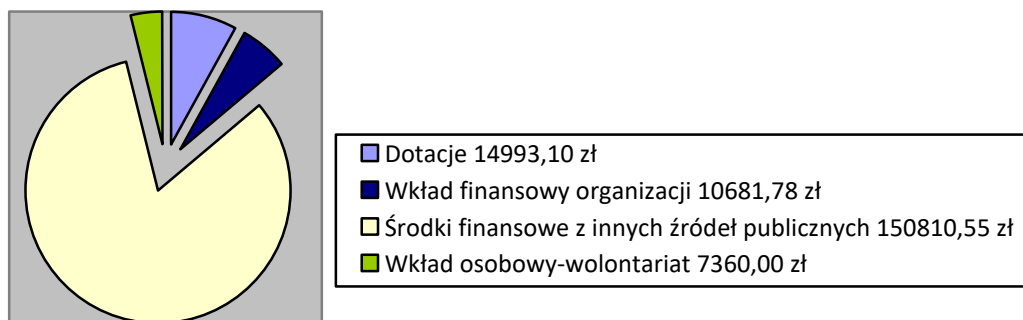 Dotacje 14993,10 zł
Wkład finansowy organizacji 10681,78 zł
Środki finansowe z innych źródeł publicznych 150810,55 zł
Wkład osobowy-wolontariat 7360,00 zł